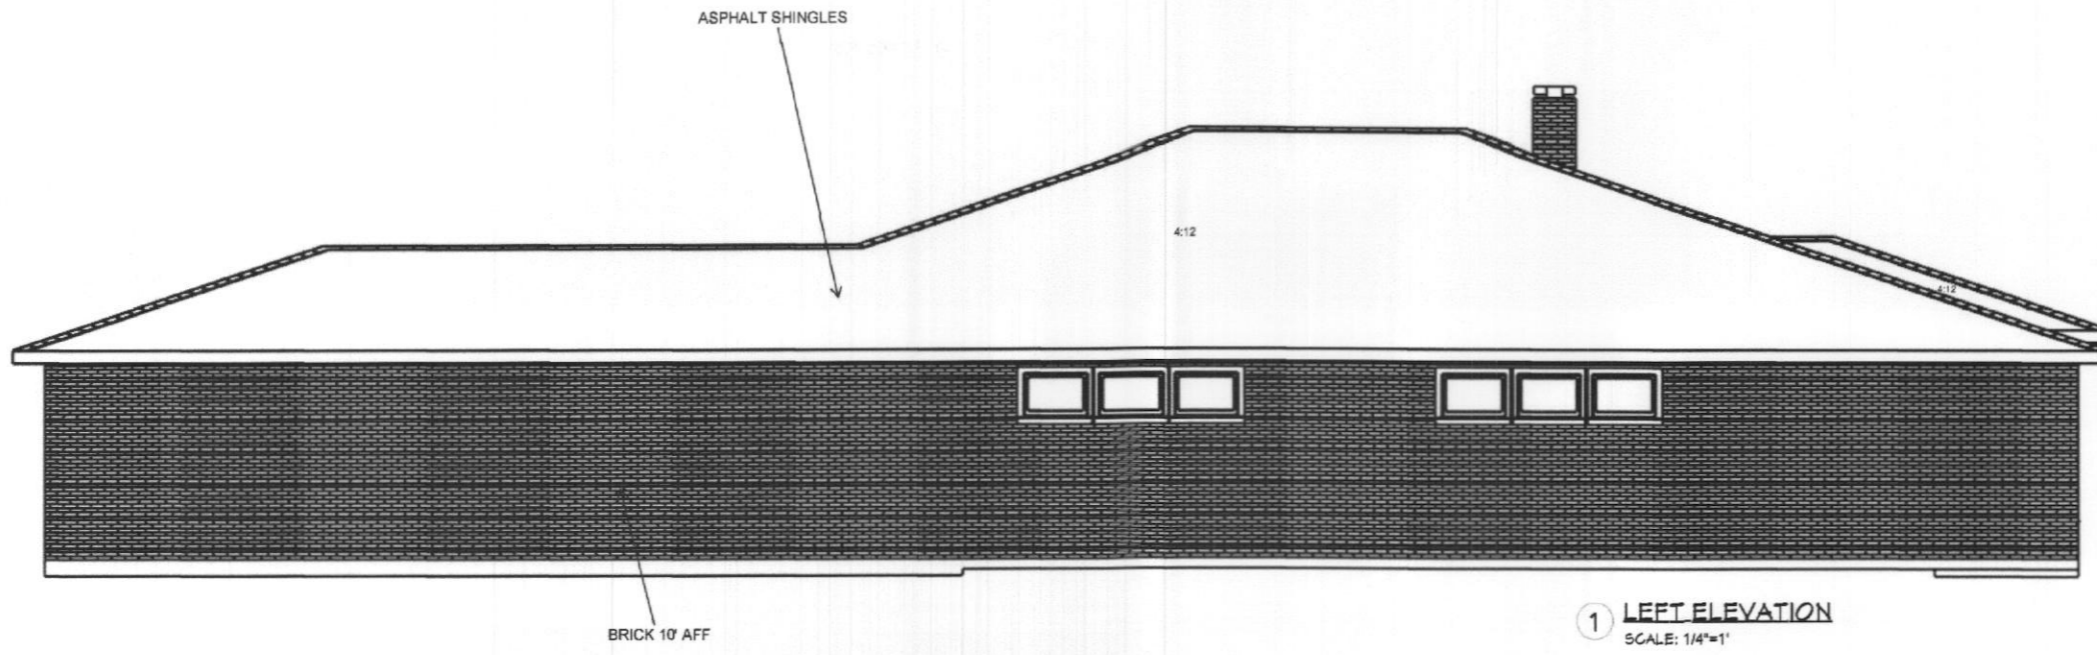 ASPHALT SHINGLES
4:12
4:12
BRICK 10' AFF
1 LEFT ELEVATION
SCALE: 1/4"=1'